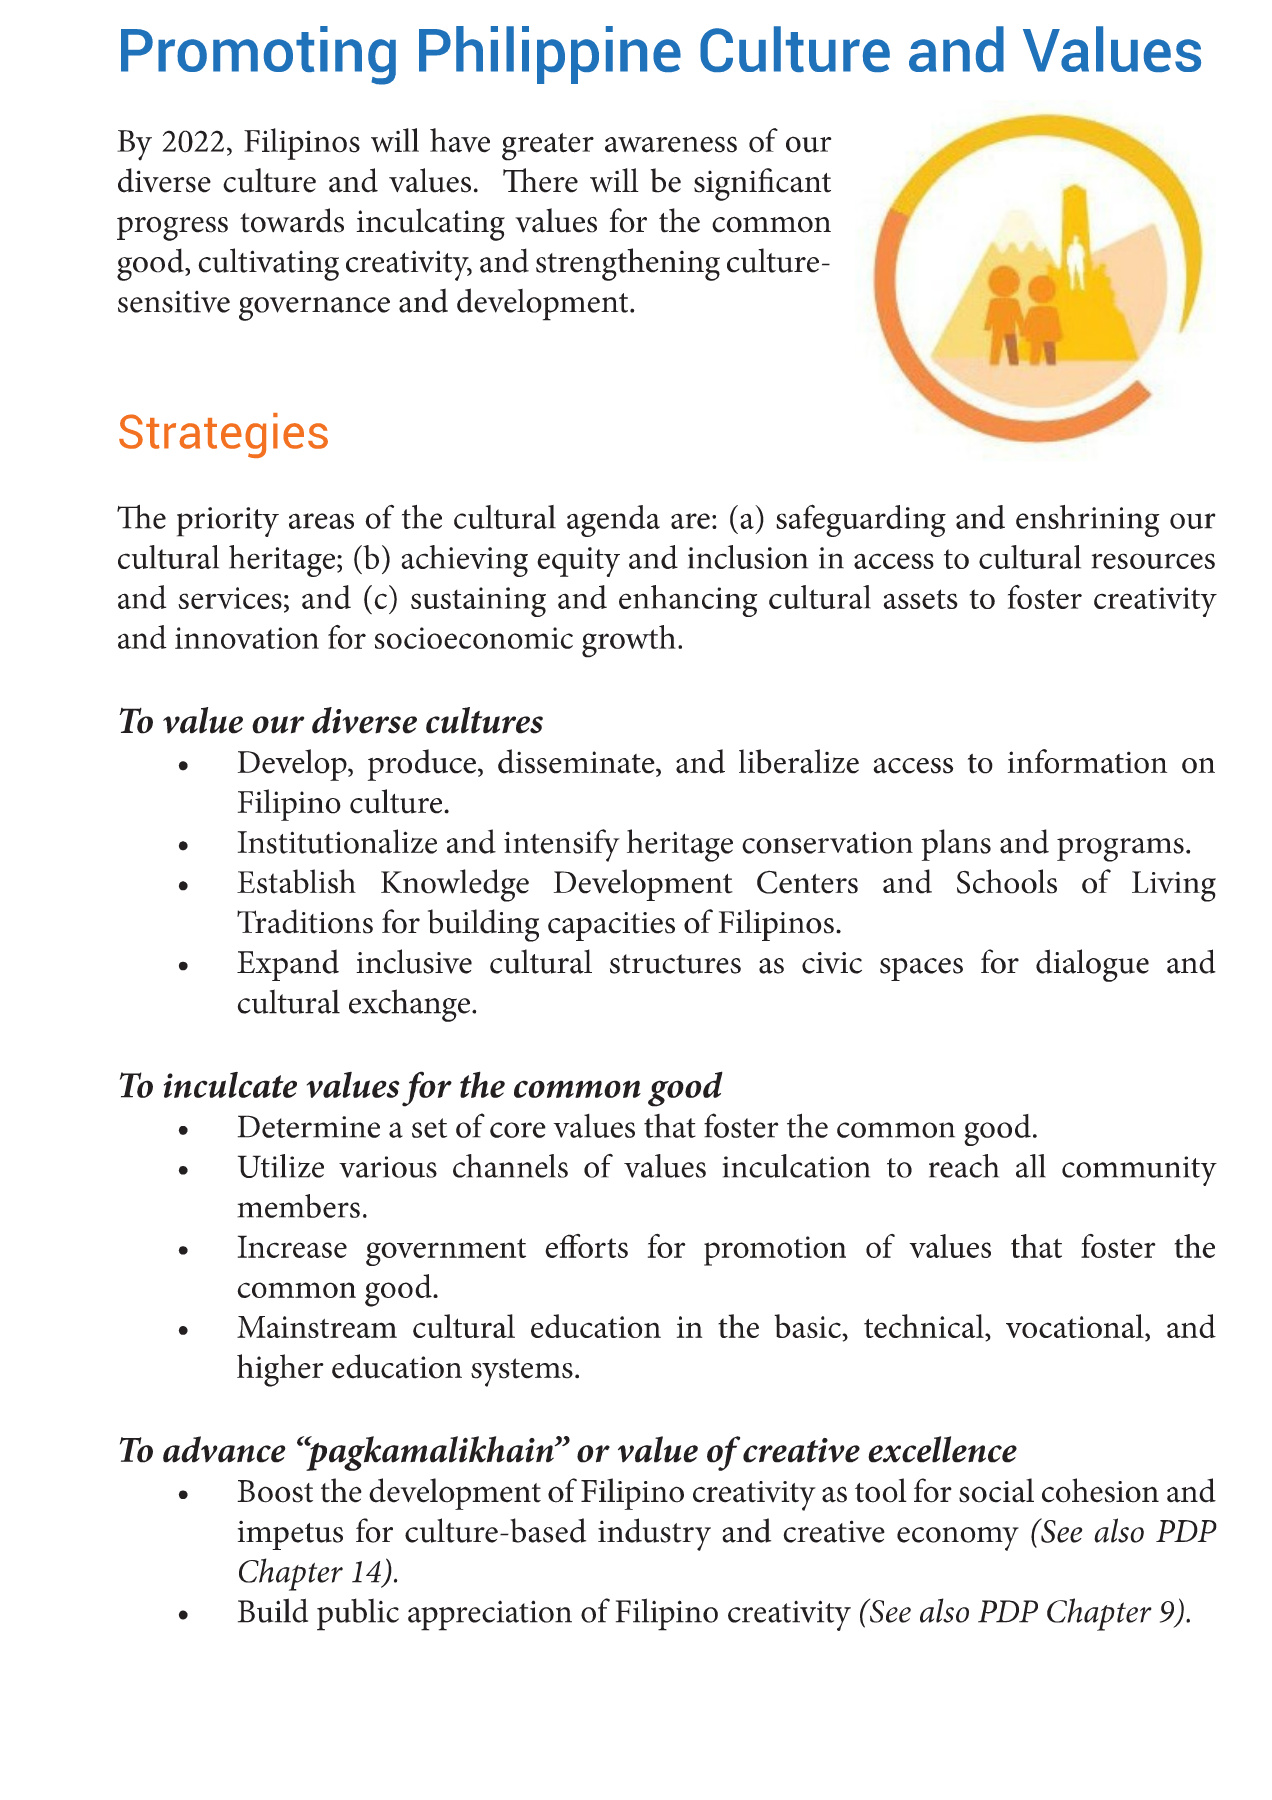 Promoting Philippine Culture and Values
By 2022, Filipinos will have greater awareness of our
diverse culture and values. There will be significant
progress towards inculcating values for the common
good, cultivating creativity, and strengthening culture-
sensitive governance and development.
Strategies
The priority areas of the cultural agenda are: (a) safeguarding and enshrining our
cultural heritage; (b) achieving equity and inclusion in access to cultural resources
and services; and (c) sustaining and enhancing cultural assets to foster creativity
and innovation for socioeconomic growth.
To value our diverse cultures
• Develop, produce, disseminate, and liberalize access to information on
Filipino culture.
• Institutionalize and intensify heritage conservation plans and programs.
• Establish Knowledge Development Centers and Schools of Living
Traditions for building capacities of Filipinos.
• Expand inclusive cultural structures as civic spaces for dialogue and
cultural exchange.
To inculcate values for the common good
• Determine a set of core values that foster the common good.
• Utilize various channels of values inculcation to reach all community
members.
• Increase government efforts for promotion of values that foster the
common good.
• Mainstream cultural education in the basic, technical, vocational, and
higher education systems.
To advance “pagkamalikhain” or value of creative excellence
• Boost the development of Filipino creativity as tool for social cohesion and
impetus for culture-based industry and creative economy (See also PDP
Chapter 14).
• Build public appreciation of Filipino creativity (See also PDP Chapter 9).